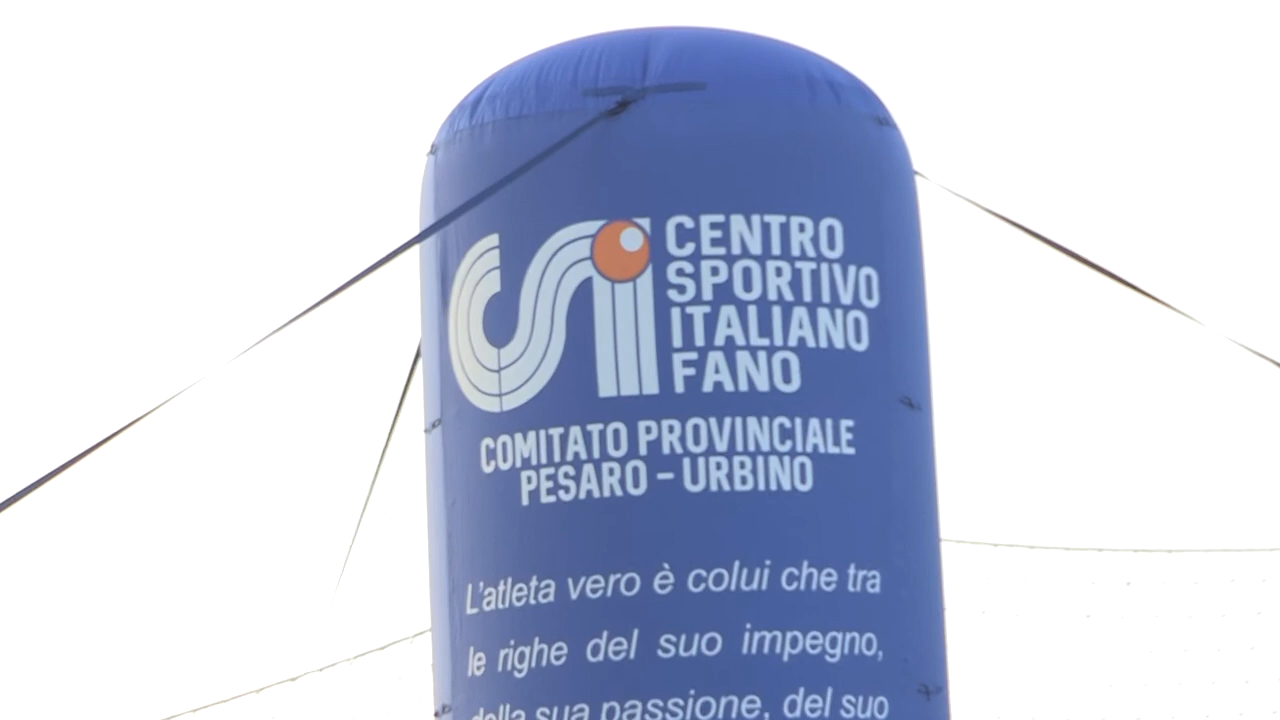 CSI
CENTRO
SPORTIVO
ITALIANO
FANO
COMITATO PROVINCIALE
PESARO - URBINO
L'atleta vero è colui che tra
le righe del suo impegno,
della sua passione, del suo